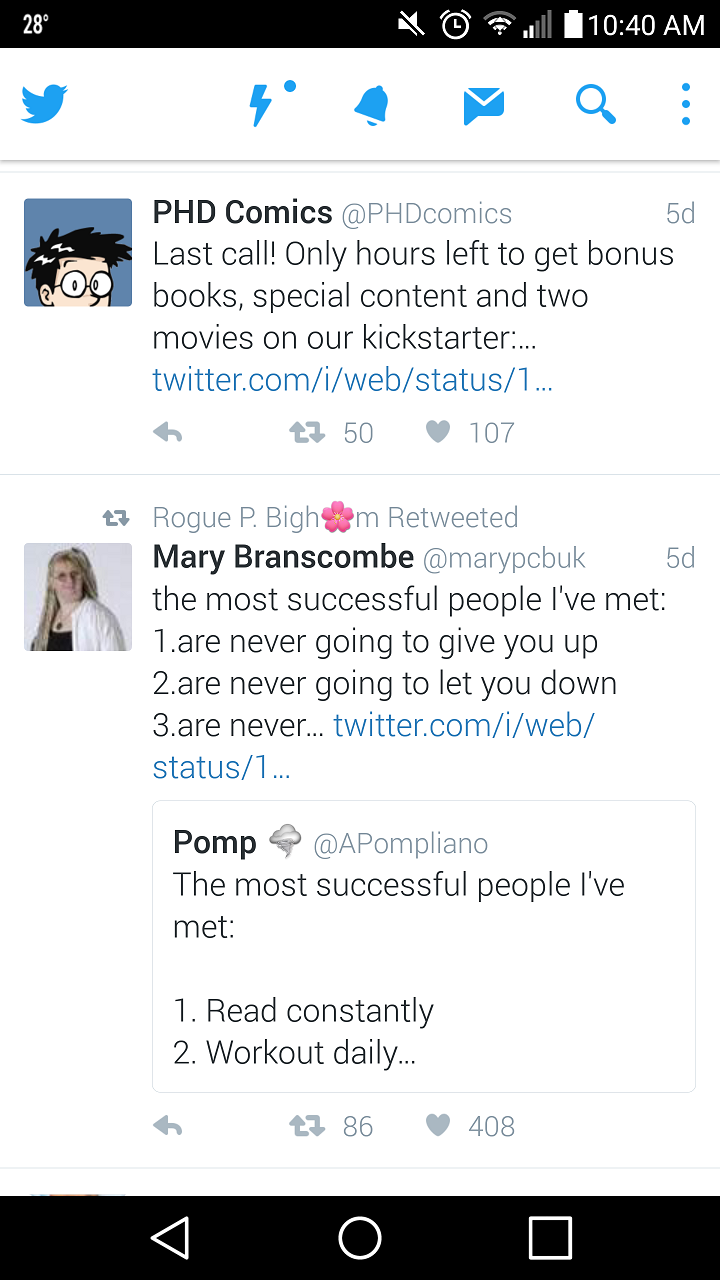 28°
10:40 AM
PHD Comics @PHDcomics 5d
Last call! Only hours left to get bonus
books, special content and two
movies on our kickstarter:...
twitter.com/i/web/status/1...
50 107
Rogue P. Bigh🌸m Retweeted
Mary Branscombe @marypcbuk 5d
the most successful people I've met:
1.are never going to give you up
2.are never going to let you down
3.are never... twitter.com/i/web/
status/1...
Pomp 🌪 @APompliano
The most successful people I've
met:
1. Read constantly
2. Workout daily...
86 408